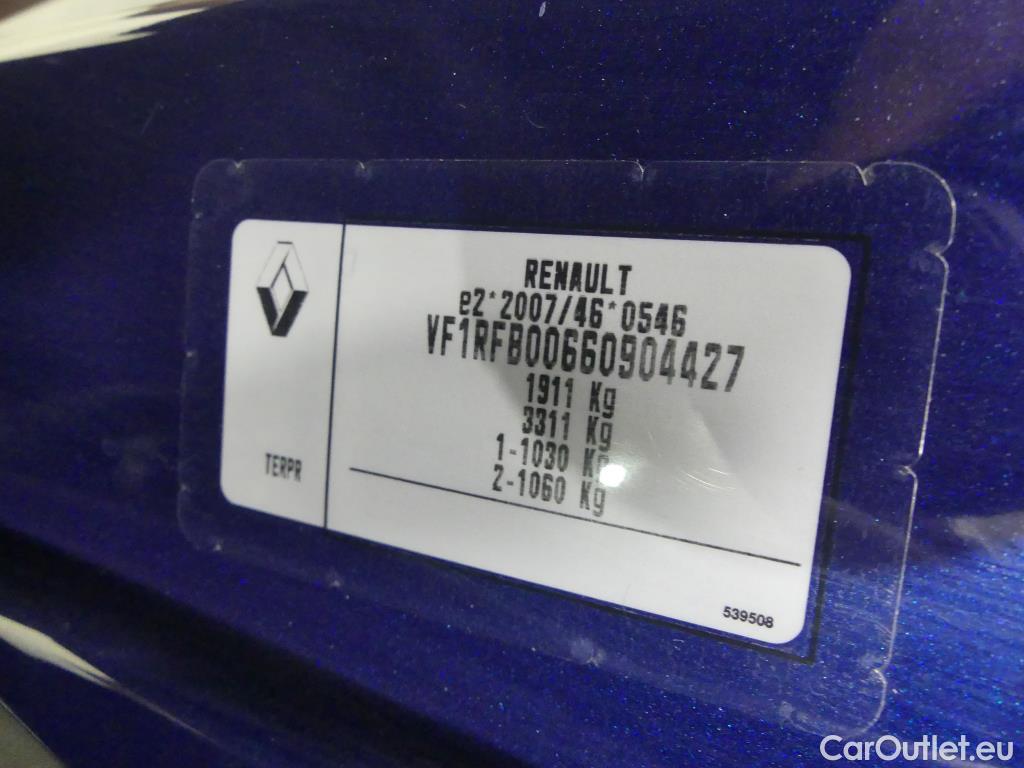 RENAULT
e2*2007/46*0546
VF1RFB00660904427
1911 Kg
3311 Kg
1-1030 Kg
2-1060 Kg
TERPR
539508
CarOutlet.eu